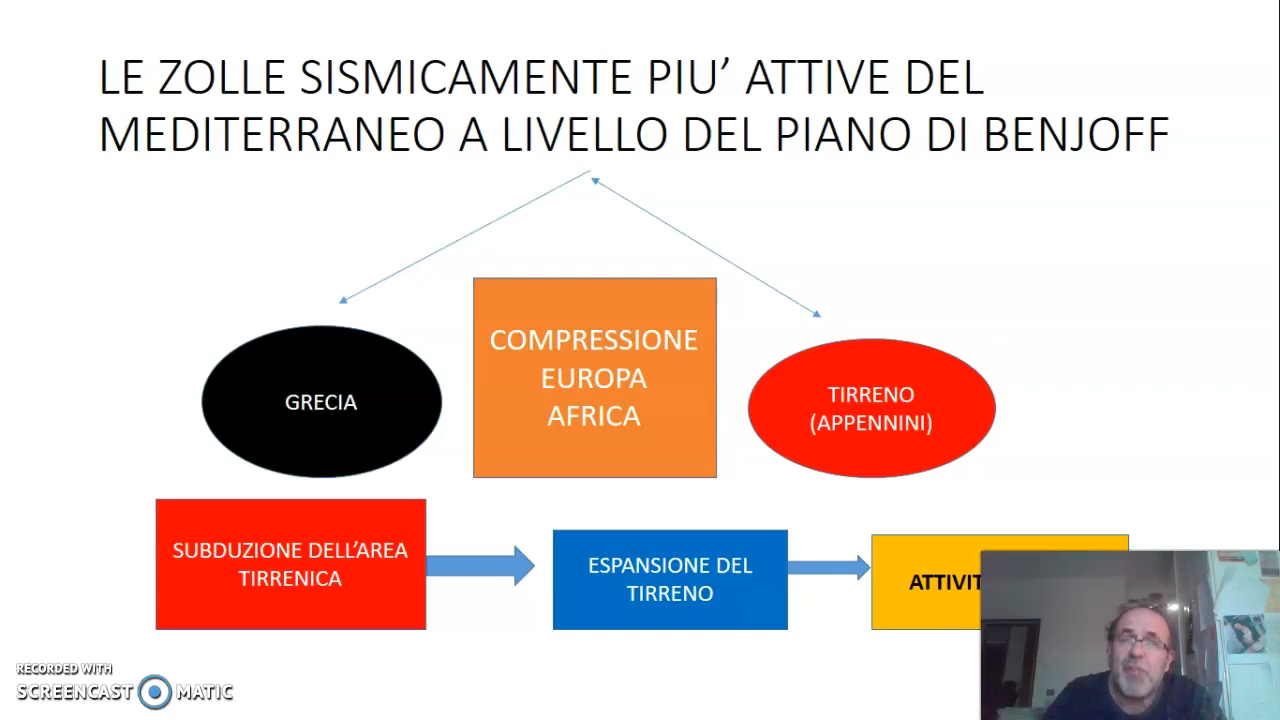 LE ZOLLE SISMICAMENTE PIU’ ATTIVE DEL
MEDITERRANEO A LIVELLO DEL PIANO DI BENJOFF
COMPRESSIONE
EUROPA
AFRICA
GRECIA
TIRRENO
(APPENNINI)
SUBDUZIONE DELL’AREA
TIRRENICA
ESPANSIONE DEL
TIRRENO
RECORDED WITH
SCREENCAST MATIC